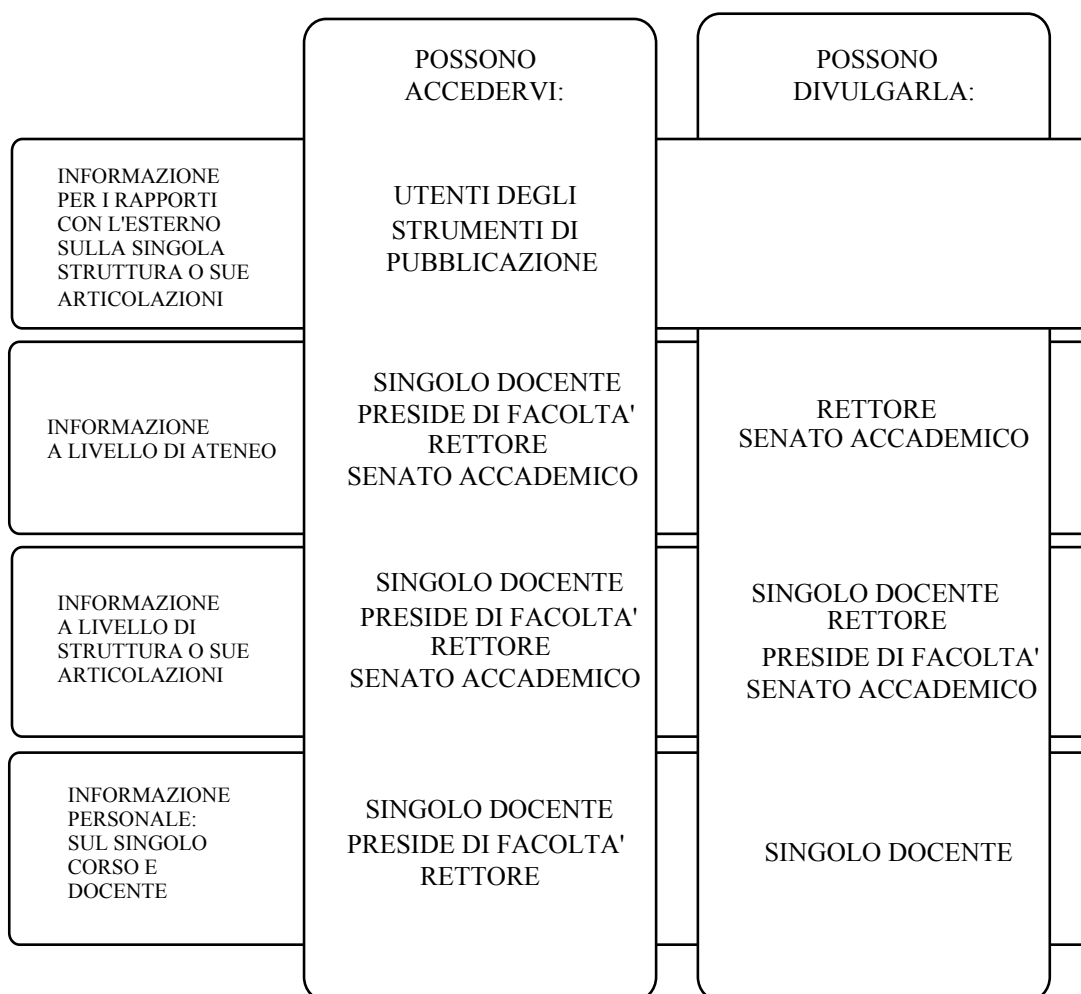 POSSONO
ACCEDERVI:
POSSONO
DIVULGARLA:
INFORMAZIONE
PER I RAPPORTI
CON L'ESTERNO
SULLA SINGOLA
STRUTTURA O SUE
ARTICOLAZIONI
UTENTI DEGLI
STRUMENTI DI
PUBBLICAZIONE
INFORMAZIONE
A LIVELLO DI ATENEO
SINGOLO DOCENTE
PRESIDE DI FACOLTA'
RETTORE
SENATO ACCADEMICO
RETTORE
SENATO ACCADEMICO
INFORMAZIONE
A LIVELLO DI
STRUTTURA O SUE
ARTICOLAZIONI
SINGOLO DOCENTE
PRESIDE DI FACOLTA'
RETTORE
SENATO ACCADEMICO
SINGOLO DOCENTE
RETTORE
PRESIDE DI FACOLTA'
SENATO ACCADEMICO
INFORMAZIONE
PERSONALE:
SUL SINGOLO
CORSO E
DOCENTE
SINGOLO DOCENTE
PRESIDE DI FACOLTA'
RETTORE
SINGOLO DOCENTE